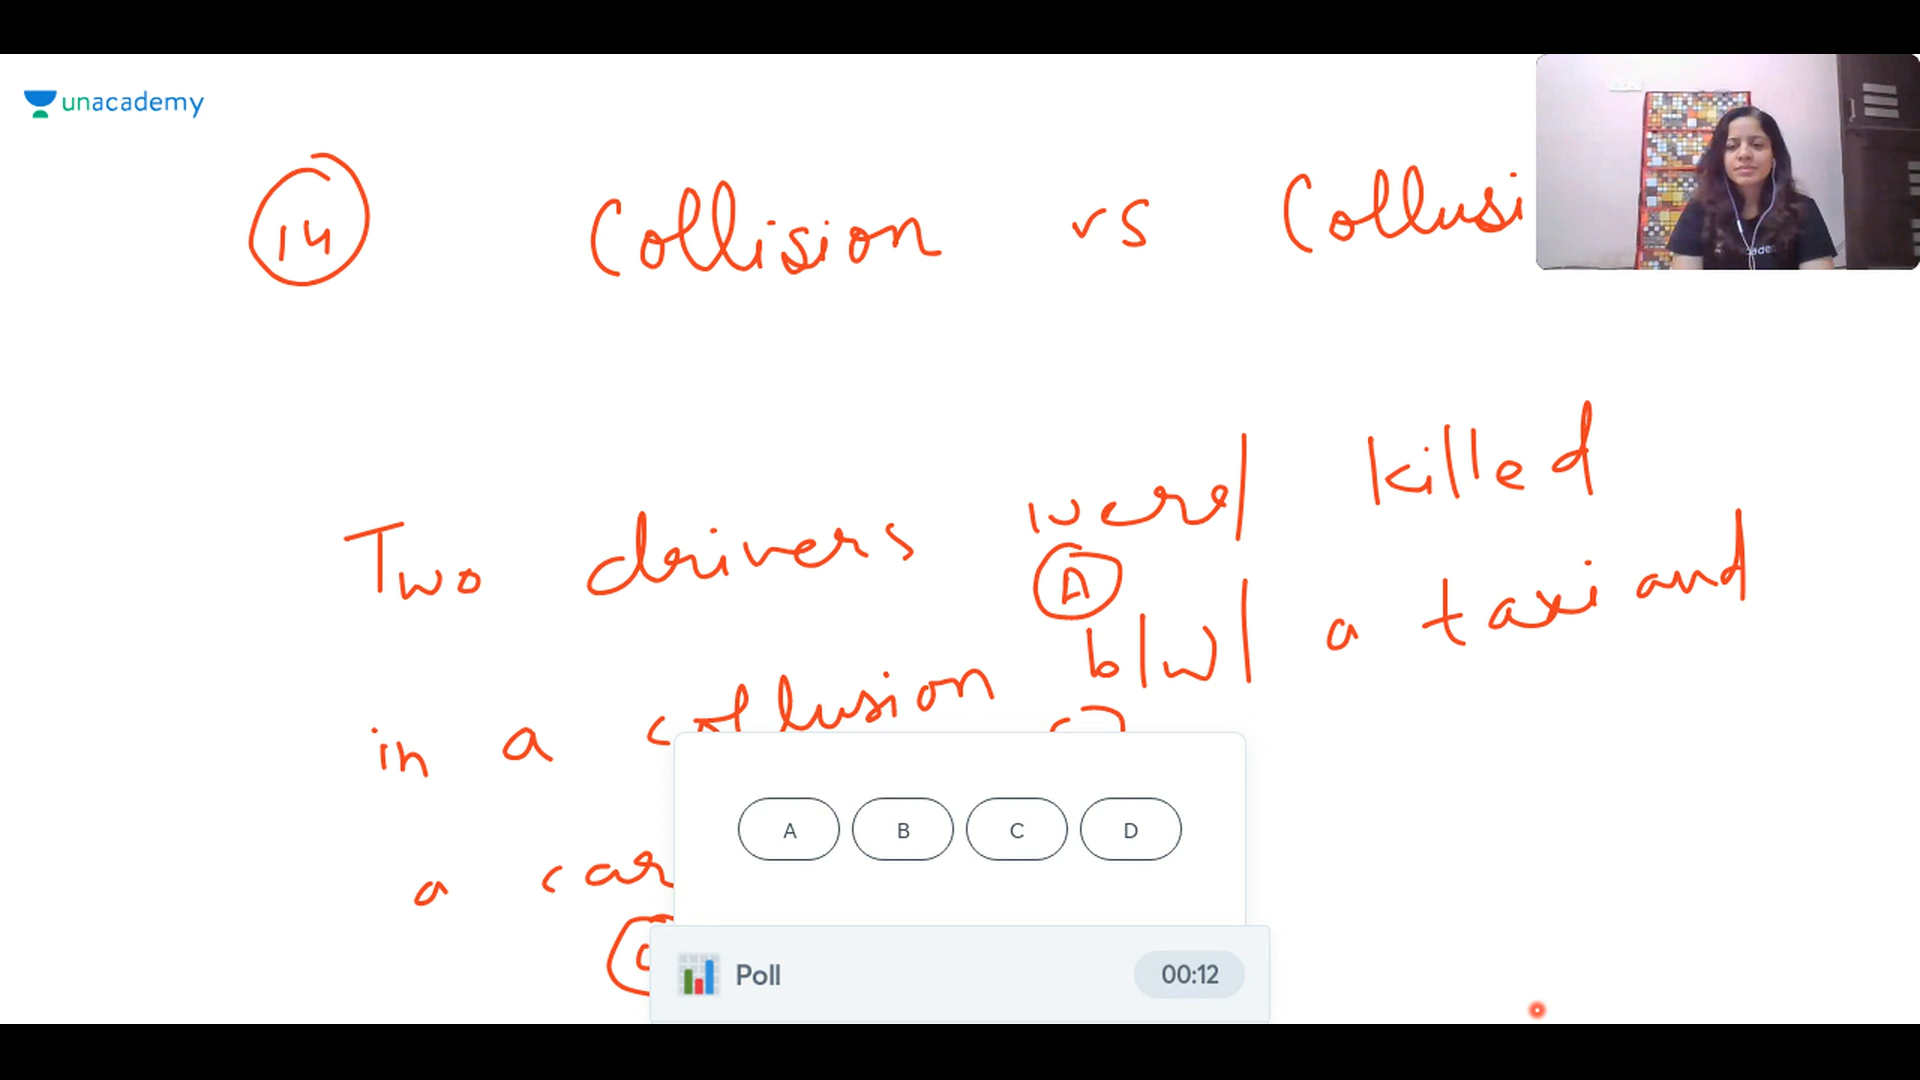 unacademy
14 Collision vs Collusi
Two drivers were| killed
A
in a collusion b/w| a taxi and
a car
A B C D
Poll 00:12